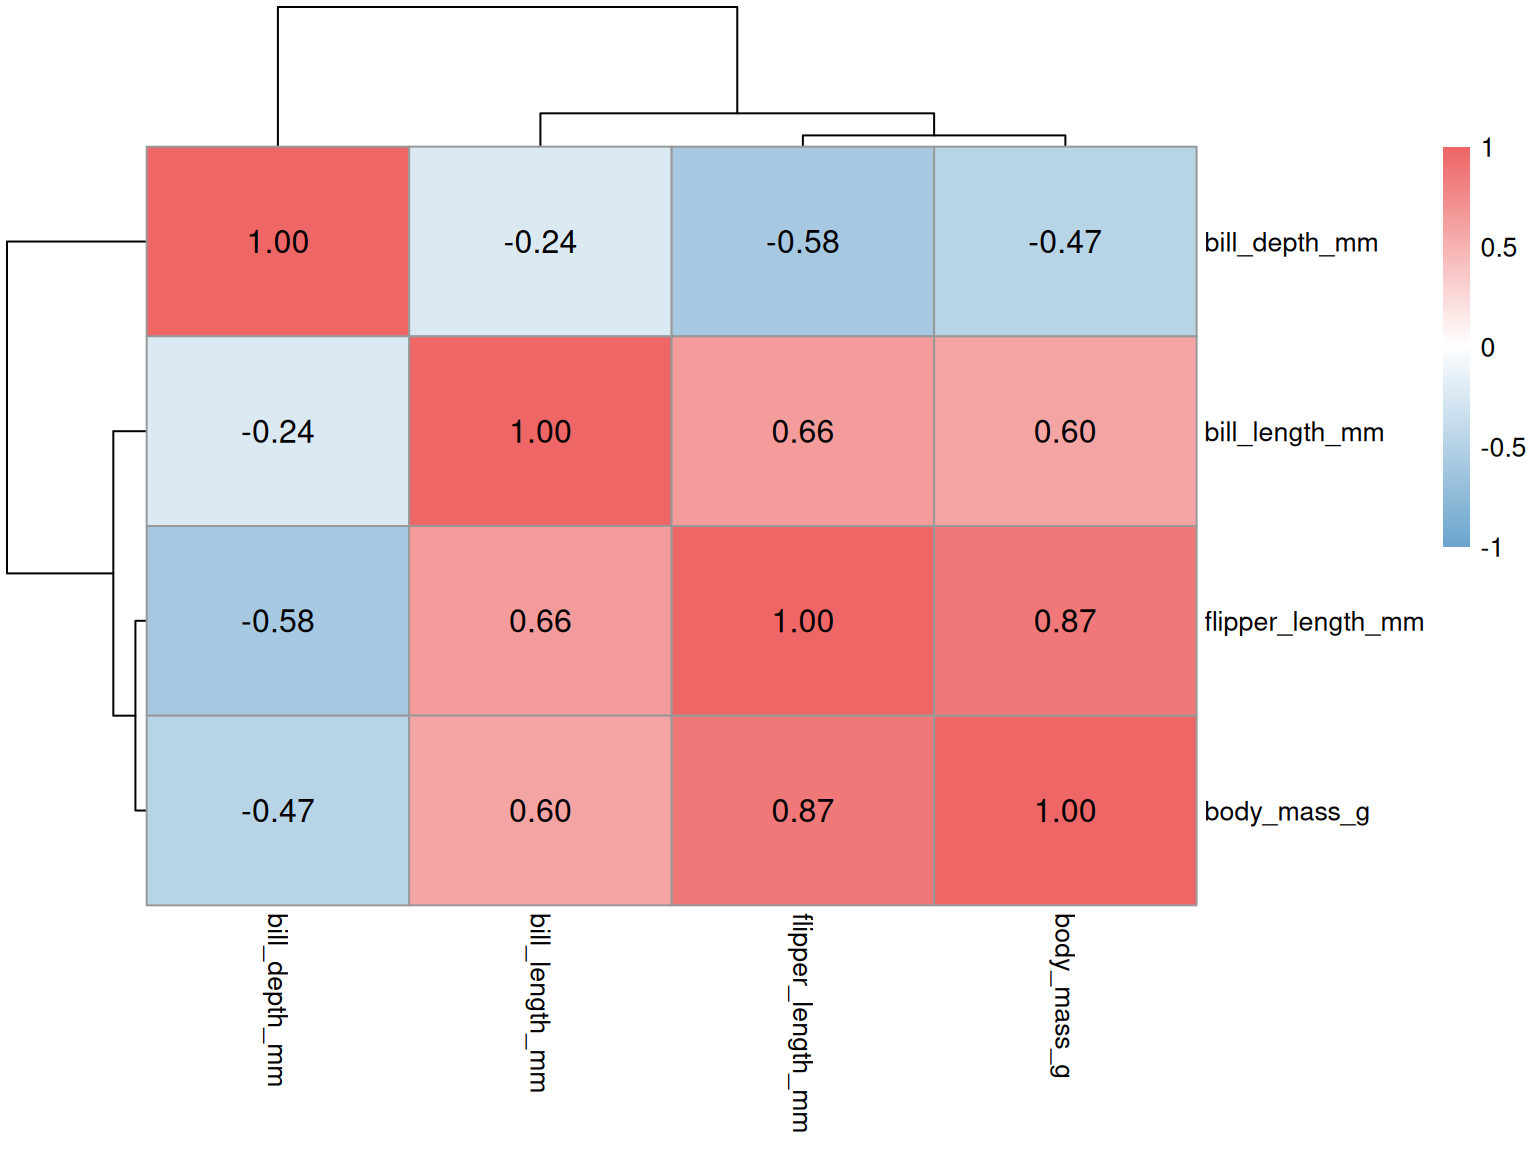 1.00 -0.24 -0.58 -0.47 bill_depth_mm
-0.24 1.00 0.66 0.60 bill_length_mm
-0.58 0.66 1.00 0.87 flipper_length_mm
-0.47 0.60 0.87 1.00 body_mass_g
bill_depth_mm
bill_length_mm
flipper_length_mm
body_mass_g
1
0.5
0
-0.5
-1